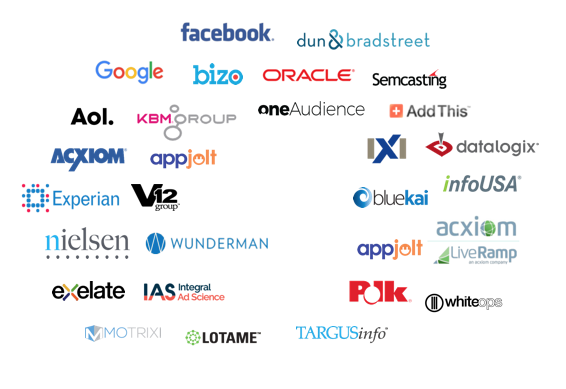 facebook
dun & bradstreet
Google
bizo
ORACLE
Semcasting
Aol.
KBMGROUP
oneAudience
AddThis
ACXIOM
appjolt
IXI
datalogix
Experian
V12
group
bluekai
infoUSA
nielsen
WUNDERMAN
appjolt
acxiom
LiveRamp
an acxiom company
exelate
IAS Integral
Ad Science
Polk
whiteops
MOTRIXI
LOTAME
TARGUSinfo